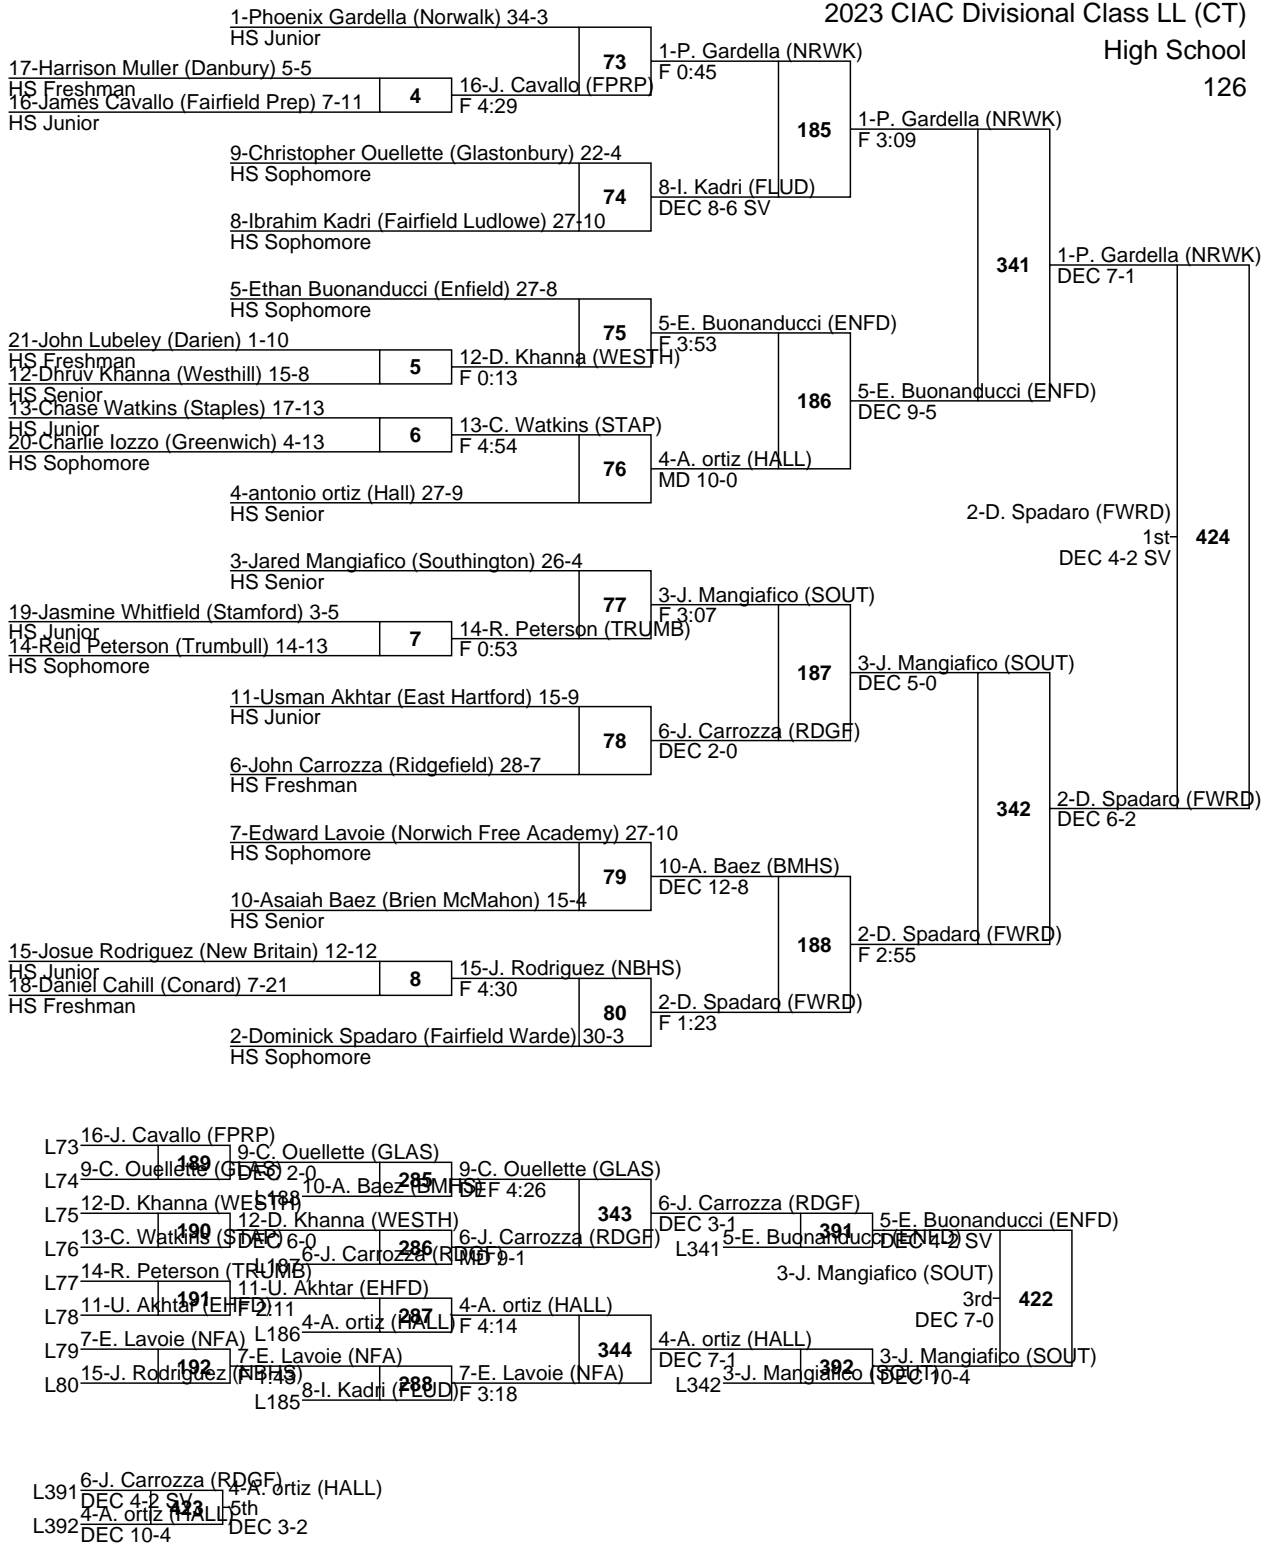 2023 CIAC Divisional Class LL (CT)
High School
126
1-Phoenix Gardella (Norwalk) 34-3
HS Junior
73
1-P. Gardella (NRWK)
F 0:45
17-Harrison Muller (Danbury) 5-5
HS Freshman
16-James Cavallo (Fairfield Prep) 7-11
HS Junior
4
16-J. Cavallo (FPRP)
F 4:29
185
1-P. Gardella (NRWK)
F 3:09
9-Christopher Ouellette (Glastonbury) 22-4
HS Sophomore
74
8-I. Kadri (FLUD)
DEC 8-6 SV
8-Ibrahim Kadri (Fairfield Ludlowe) 27-10
HS Sophomore
341
1-P. Gardella (NRWK)
DEC 7-1
5-Ethan Buonanducci (Enfield) 27-8
HS Sophomore
75
5-E. Buonanducci (ENFD)
F 3:53
21-John Lubeley (Darien) 1-10
HS Freshman
12-Dhruv Khanna (Westhill) 15-8
HS Senior
5
12-D. Khanna (WESTH)
F 0:13
186
5-E. Buonanducci (ENFD)
DEC 9-5
13-Chase Watkins (Staples) 17-13
HS Junior
20-Charlie Iozzo (Greenwich) 4-13
HS Sophomore
6
13-C. Watkins (STAP)
F 4:54
76
4-A. ortiz (HALL)
MD 10-0
4-antonio ortiz (Hall) 27-9
HS Senior
2-D. Spadaro (FWRD)
1st
DEC 4-2 SV
424
3-Jared Mangiafico (Southington) 26-4
HS Senior
77
3-J. Mangiafico (SOUT)
F 3:07
19-Jasmine Whitfield (Stamford) 3-5
HS Junior
14-Reid Peterson (Trumbull) 14-13
HS Sophomore
7
14-R. Peterson (TRUMB)
F 0:53
187
3-J. Mangiafico (SOUT)
DEC 5-0
11-Usman Akhtar (East Hartford) 15-9
HS Junior
78
6-J. Carrozza (RDGF)
DEC 2-0
6-John Carrozza (Ridgefield) 28-7
HS Freshman
342
2-D. Spadaro (FWRD)
DEC 6-2
7-Edward Lavoie (Norwich Free Academy) 27-10
HS Sophomore
79
10-A. Baez (BMHS)
DEC 12-8
10-Asaiah Baez (Brien McMahon) 15-4
HS Senior
188
2-D. Spadaro (FWRD)
F 2:55
15-Josue Rodriguez (New Britain) 12-12
HS Junior
18-Daniel Cahill (Conard) 7-21
HS Freshman
8
15-J. Rodriguez (NBHS)
F 4:30
80
2-D. Spadaro (FWRD)
F 1:23
2-Dominick Spadaro (Fairfield Warde) 30-3
HS Sophomore
L73
16-J. Cavallo (FPRP)
189
L74
9-C. Ouellette (GLAS)
9-C. Ouellette (GLAS)
DEC 2-0
285
L188
10-A. Baez (BMHS)
9-C. Ouellette (GLAS)
DEF 4:26
L75
12-D. Khanna (WESTH)
190
L76
13-C. Watkins (STAP)
12-D. Khanna (WESTH)
DEC 6-0
286
L187
6-J. Carrozza (RDGF)
6-J. Carrozza (RDGF)
MD 9-1
343
6-J. Carrozza (RDGF)
DEC 3-1
391
L341
5-E. Buonanducci (ENFD)
5-E. Buonanducci (ENFD)
DEC 4-2 SV
L77
14-R. Peterson (TRUMB)
191
L78
11-U. Akhtar (EHFD)
11-U. Akhtar (EHFD)
F 2:11
287
L186
4-A. ortiz (HALL)
4-A. ortiz (HALL)
F 4:14
3-J. Mangiafico (SOUT)
3rd
DEC 7-0
422
L79
7-E. Lavoie (NFA)
192
L80
15-J. Rodriguez (NBHS)
7-E. Lavoie (NFA)
F 1:43
288
L185
8-I. Kadri (FLUD)
7-E. Lavoie (NFA)
F 3:18
344
4-A. ortiz (HALL)
DEC 7-1
392
L342
3-J. Mangiafico (SOUT)
3-J. Mangiafico (SOUT)
DEC 10-4
L391
6-J. Carrozza (RDGF)
DEC 4-2 SV
423
L392
4-A. ortiz (HALL)
DEC 10-4
4-A. ortiz (HALL)
5th
DEC 3-2